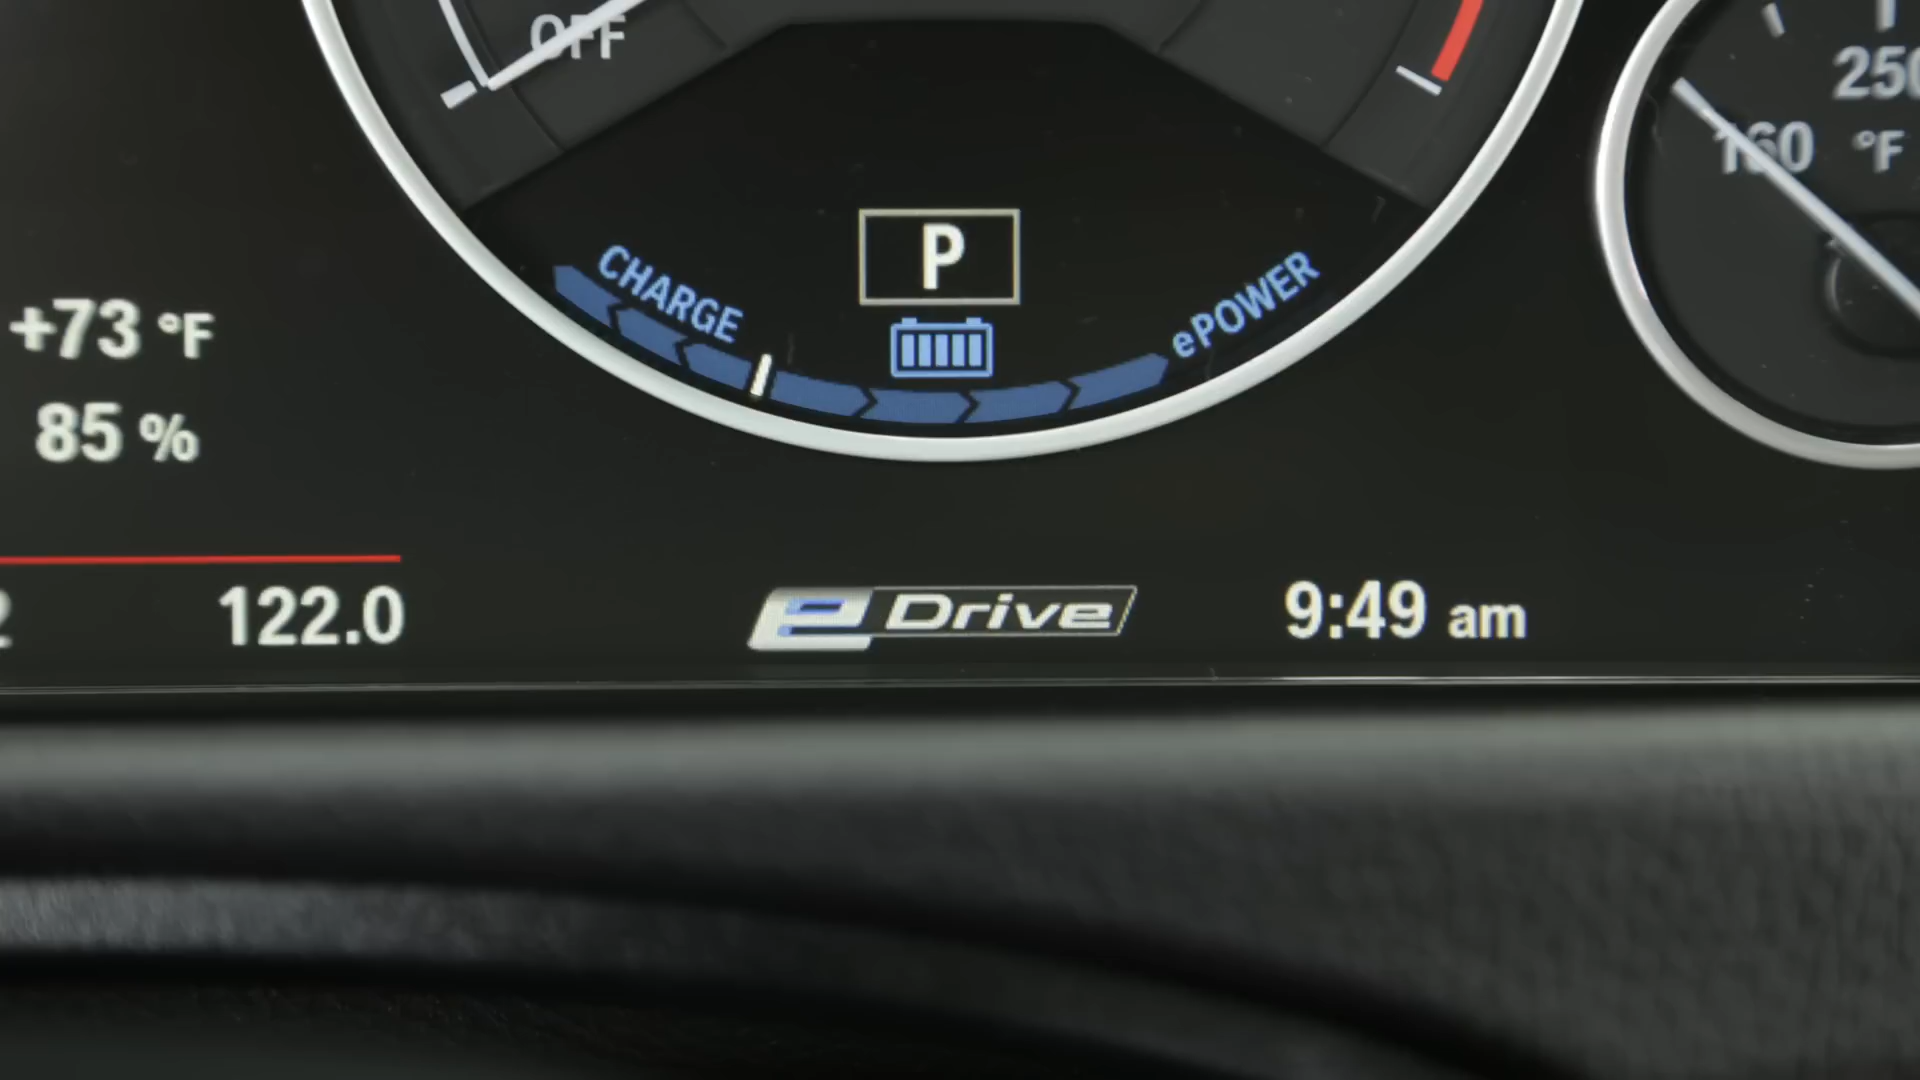 OFF
250
160 °F
P
CHARGE
ePOWER
+73 °F
85 %
122.0
eDrive
9:49 am